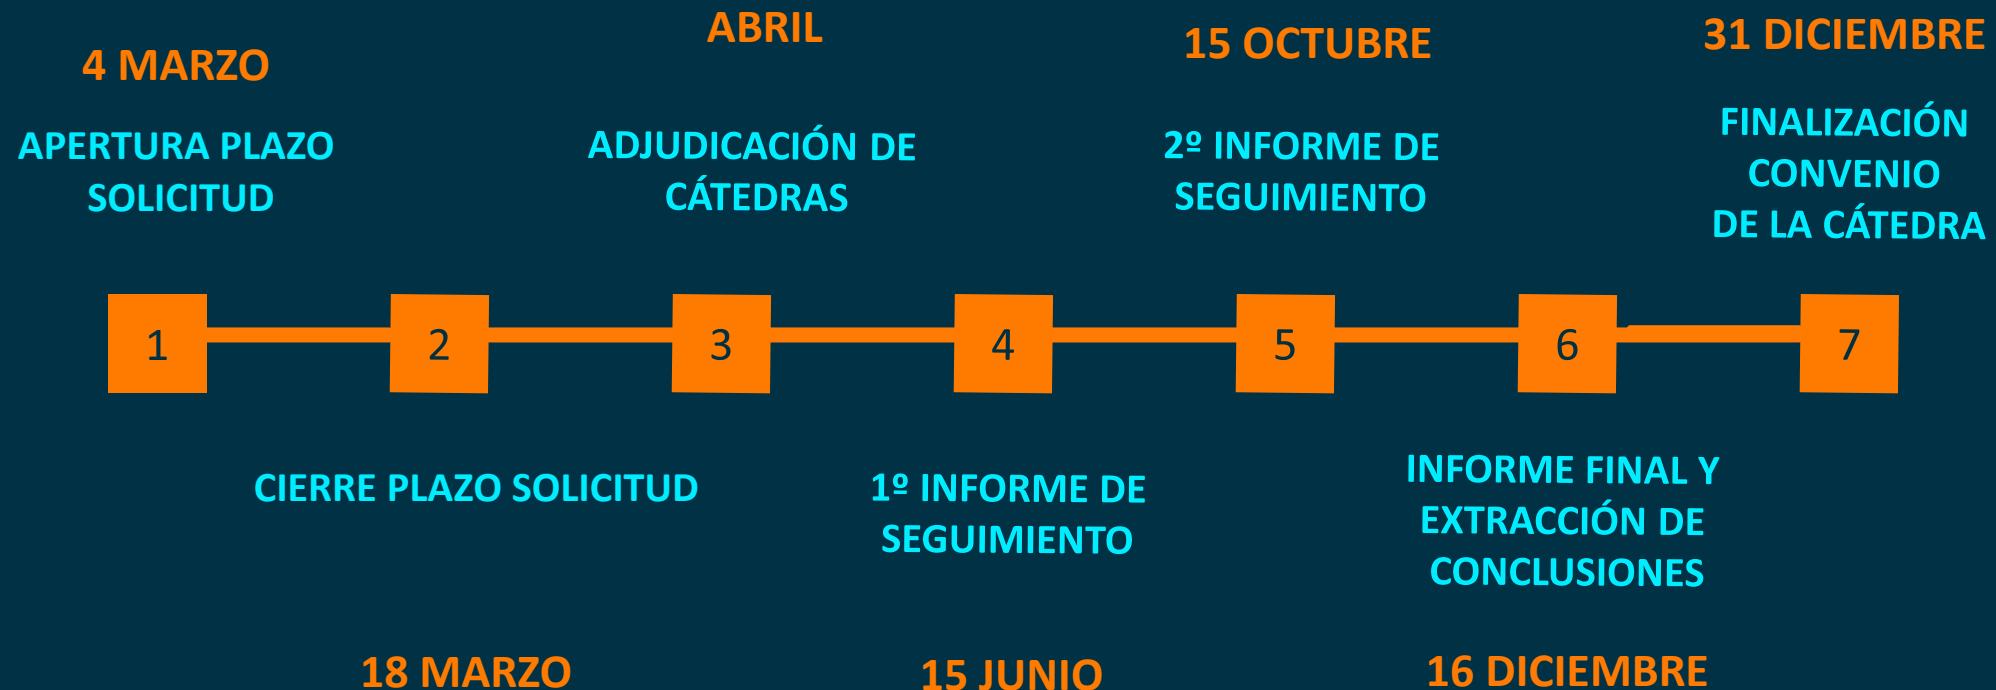 4 MARZO
APERTURA PLAZO
SOLICITUD
ABRIL
ADJUDICACIÓN DE
CÁTEDRAS
15 OCTUBRE
2º INFORME DE
SEGUIMIENTO
31 DICIEMBRE
FINALIZACIÓN
CONVENIO
DE LA CÁTEDRA
1
2
3
4
5
6
7
CIERRE PLAZO SOLICITUD
18 MARZO
1º INFORME DE
SEGUIMIENTO
15 JUNIO
INFORME FINAL Y
EXTRACCIÓN DE
CONCLUSIONES
16 DICIEMBRE